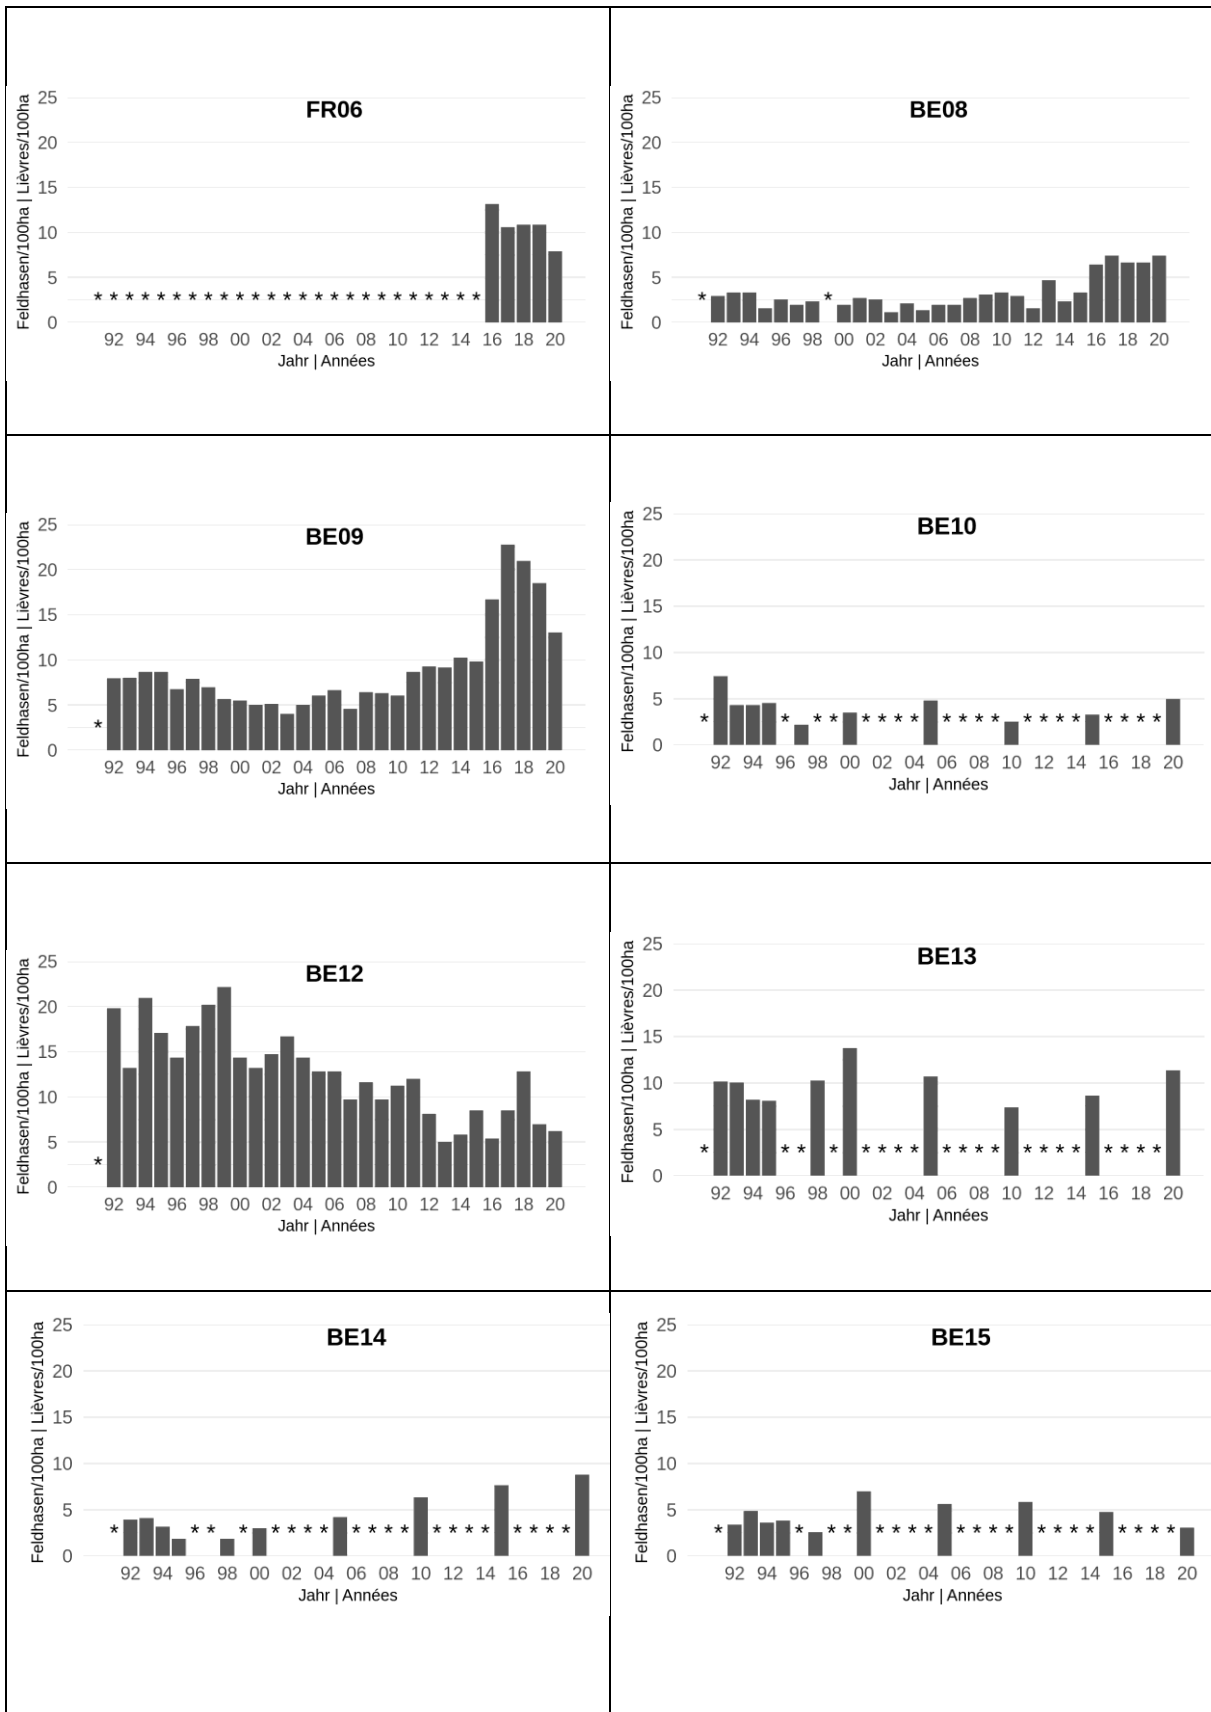 FR06
Feldhasen/100ha | Lièvres/100ha
25
20
15
10
5
0
* * * * * * * * * * * * * * * * * * * * * * * * *
92 94 96 98 00 02 04 06 08 10 12 14 16 18 20
Jahr | Années
BE08
Feldhasen/100ha | Lièvres/100ha
25
20
15
10
5
0
* *
92 94 96 98 00 02 04 06 08 10 12 14 16 18 20
Jahr | Années
BE09
Feldhasen/100ha | Lièvres/100ha
25
20
15
10
5
0
*
92 94 96 98 00 02 04 06 08 10 12 14 16 18 20
Jahr | Années
BE10
Feldhasen/100ha | Lièvres/100ha
25
20
15
10
5
0
* * * * * * * * * * * * * * * * * * * *
92 94 96 98 00 02 04 06 08 10 12 14 16 18 20
Jahr | Années
BE12
Feldhasen/100ha | Lièvres/100ha
25
20
15
10
5
0
*
92 94 96 98 00 02 04 06 08 10 12 14 16 18 20
Jahr | Années
BE13
Feldhasen/100ha | Lièvres/100ha
25
20
15
10
5
0
* * * * * * * * * * * * * * * * * * * *
92 94 96 98 00 02 04 06 08 10 12 14 16 18 20
Jahr | Années
BE14
Feldhasen/100ha | Lièvres/100ha
25
20
15
10
5
0
* * * * * * * * * * * * * * * * * * * *
92 94 96 98 00 02 04 06 08 10 12 14 16 18 20
Jahr | Années
BE15
Feldhasen/100ha | Lièvres/100ha
25
20
15
10
5
0
* * * * * * * * * * * * * * * * * * * *
92 94 96 98 00 02 04 06 08 10 12 14 16 18 20
Jahr | Années